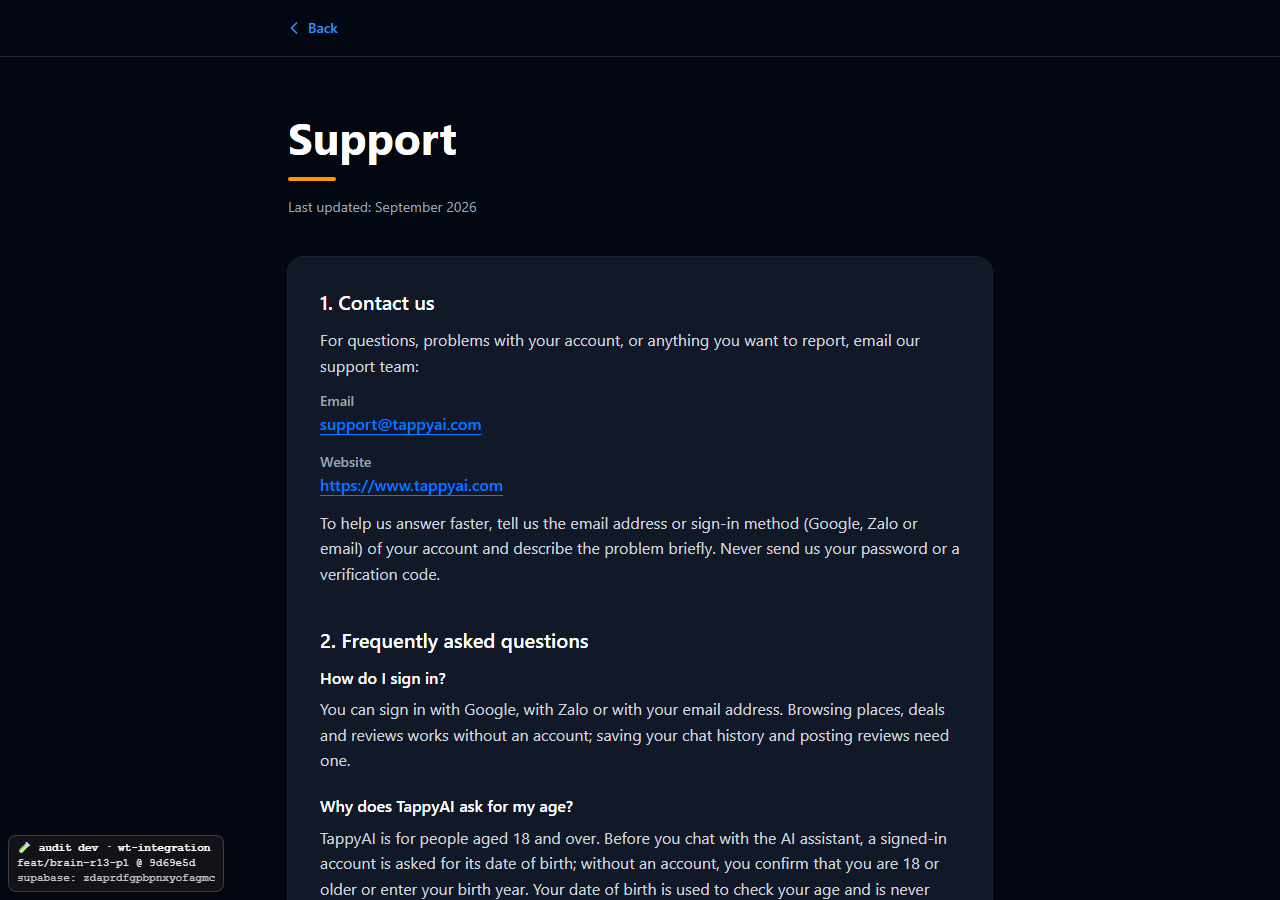 Back
Support
Last updated: September 2026
1. Contact us
For questions, problems with your account, or anything you want to report, email our
support team:
Email
support@tappyai.com
Website
https://www.tappyai.com
To help us answer faster, tell us the email address or sign-in method (Google, Zalo or
email) of your account and describe the problem briefly. Never send us your password or a
verification code.
2. Frequently asked questions
How do I sign in?
You can sign in with Google, with Zalo or with your email address. Browsing places, deals
and reviews works without an account; saving your chat history and posting reviews need
one.
Why does TappyAI ask for my age?
TappyAI is for people aged 18 and over. Before you chat with the AI assistant, a signed-in
account is asked for its date of birth; without an account, you confirm that you are 18 or
older or enter your birth year. Your date of birth is used to check your age and is never
audit dev · wt-integration
feat/brain-r13-p1 @ 9d69e5d
supabase: zdaprdfgpbpnxyofagmc